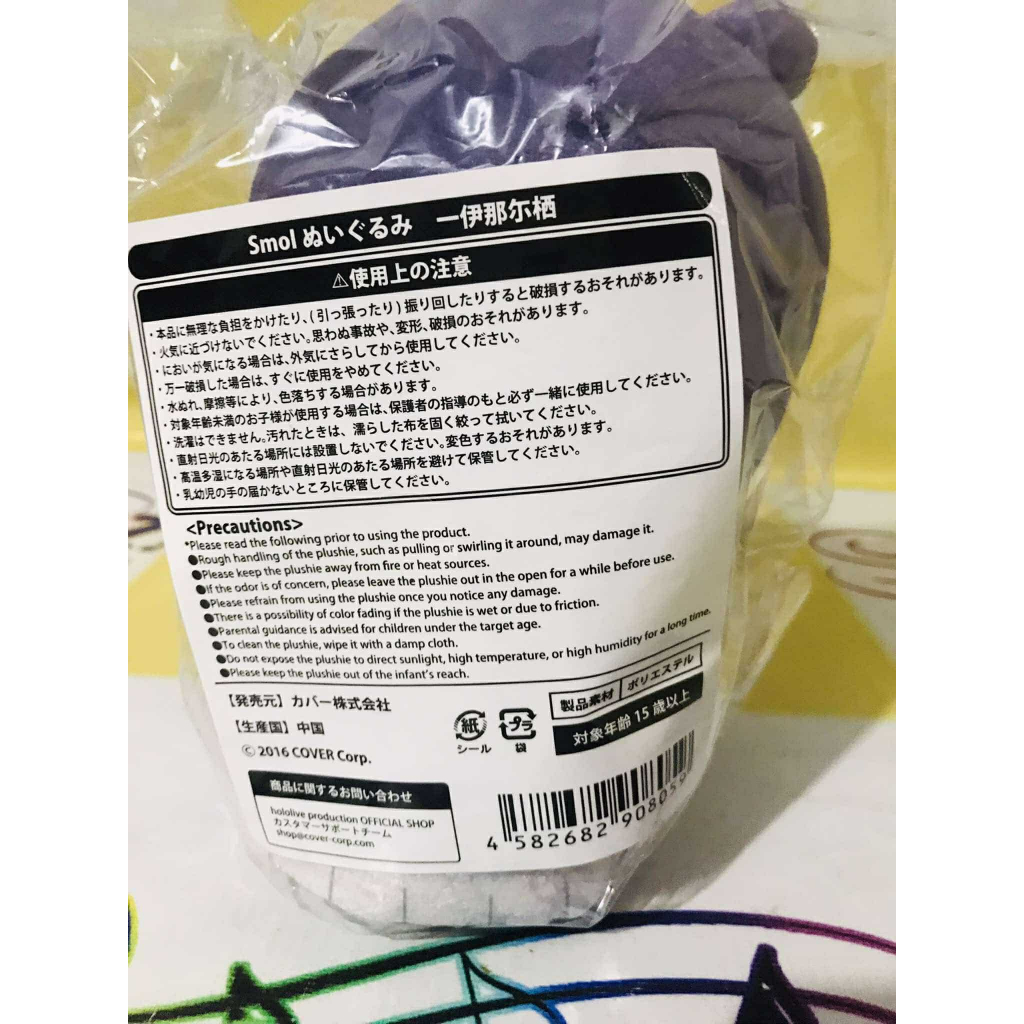 Smol ぬいぐるみ 一伊那尓栖
⚠使用上の注意
・本品に無理な負担をかけたり、(引っ張ったり)振り回したりすると破損するおそれがあります。
・火気に近づけないでください。思わぬ事故や、変形、破損のおそれがあります。
・においが気になる場合は、外気にさらしてから使用してください。
・万一破損した場合は、すぐに使用をやめてください。
・水ぬれ、摩擦等により、色落ちする場合があります。
・対象年齢未満のお子様が使用する場合は、保護者の指導のもと必ず一緒に使用してください。
・洗濯はできません。汚れたときは、濡らした布を固く絞って拭いてください。
・直射日光のあたる場所には設置しないでください。変色するおそれがあります。
・高温多湿になる場所や直射日光のあたる場所を避けて保管してください。
・乳幼児の手の届かないところに保管してください。
<Precautions>
*Please read the following prior to using the product.
●Rough handling of the plushie, such as pulling or swirling it around, may damage it.
●Please keep the plushie away from fire or heat sources.
●If the odor is of concern, please leave the plushie out in the open for a while before use.
●Please refrain from using the plushie once you notice any damage.
●There is a possibility of color fading if the plushie is wet or due to friction.
●Parental guidance is advised for children under the target age.
●To clean the plushie, wipe it with a damp cloth.
●Do not expose the plushie to direct sunlight, high temperature, or high humidity for a long time.
●Please keep the plushie out of the infant's reach.
【発売元】カバー株式会社
【生産国】中国
© 2016 COVER Corp.
紙 プラ
シール 袋
製品素材 ポリエステル
対象年齢 15 歳以上
商品に関するお問い合わせ
hololive production OFFICIAL SHOP
カスタマーサポートチーム
shop@cover-corp.com
4 582682 908059